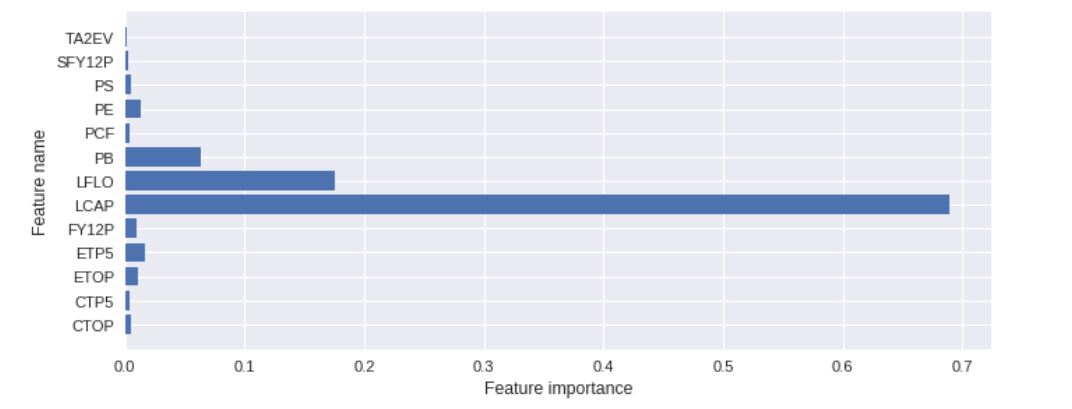 TA2EV
SFY12P
PS
PE
PCF
PB
LFLO
LCAP
FY12P
ETP5
ETOP
CTP5
CTOP
Feature name
0.0 0.1 0.2 0.3 0.4 0.5 0.6 0.7
Feature importance